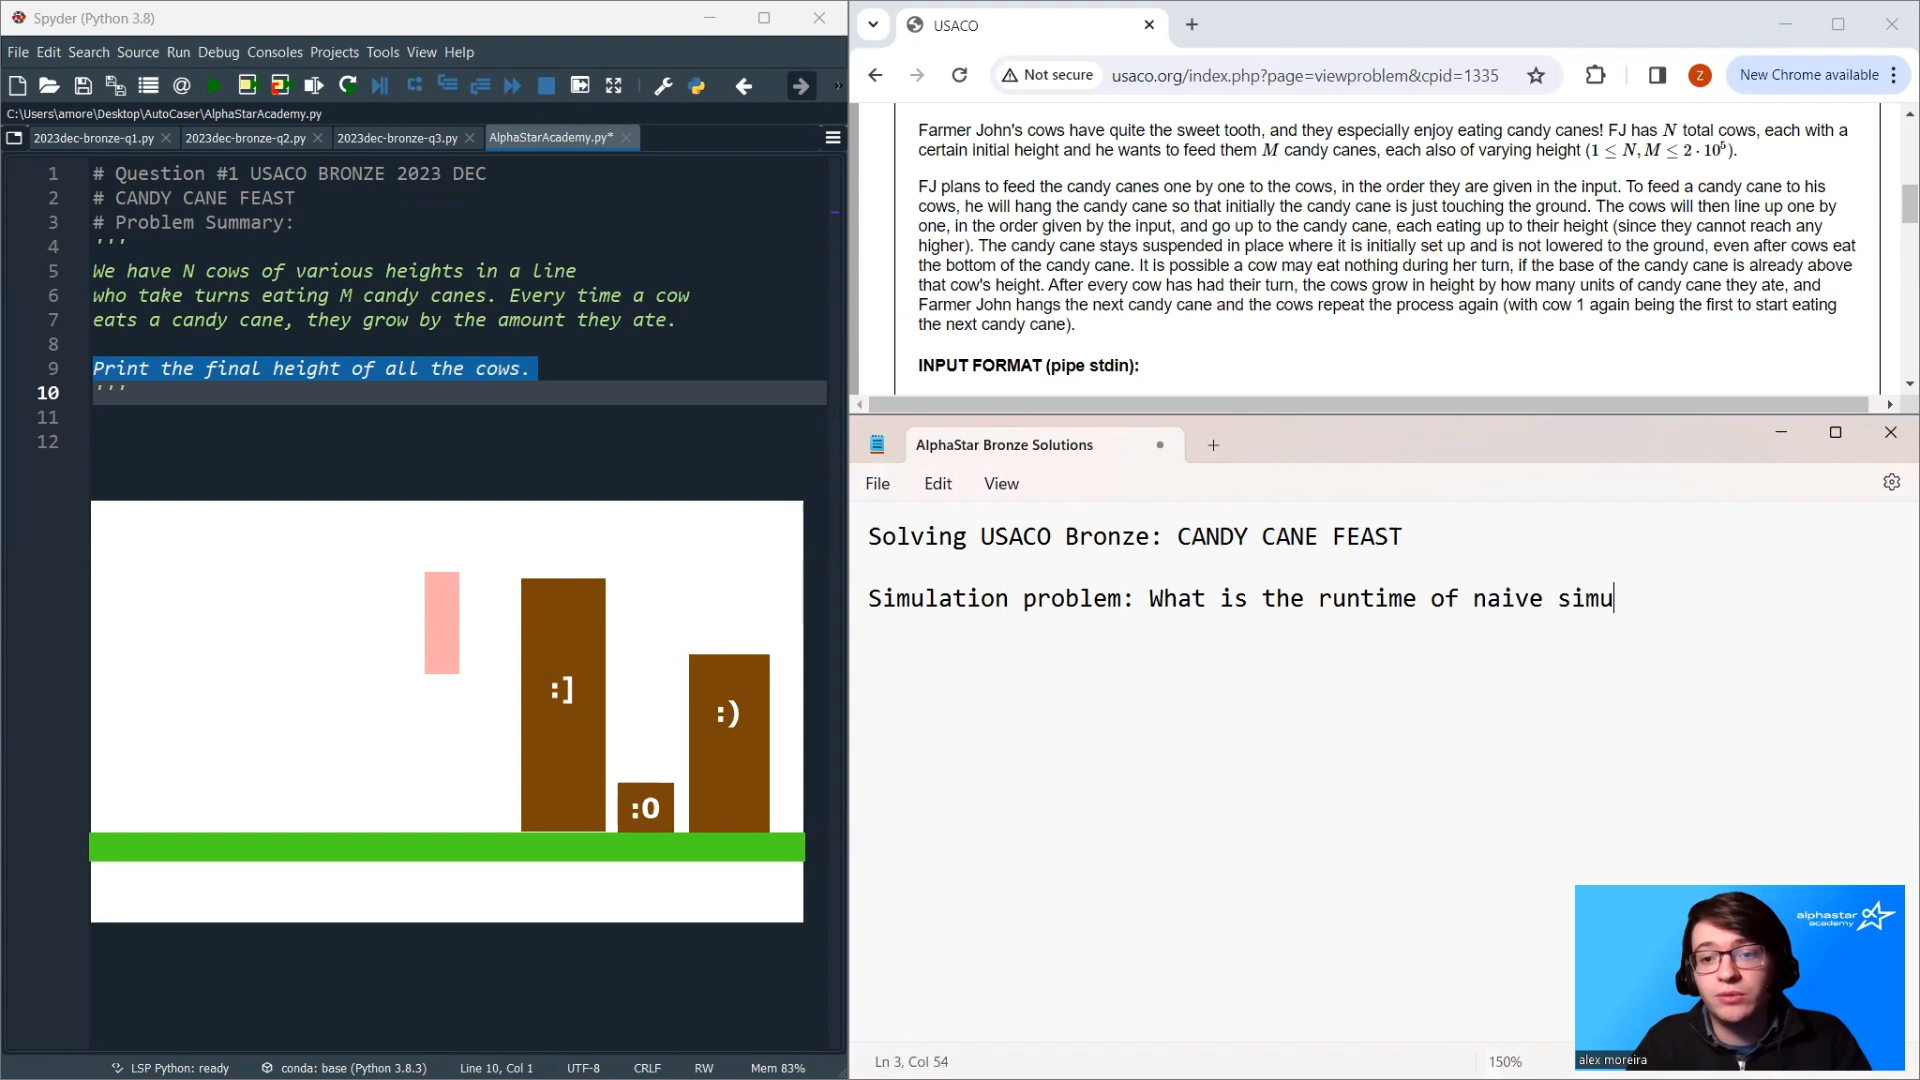 Spyder (Python 3.8)
File Edit Search Source Run Debug Consoles Projects Tools View Help
C:\Users\amore\Desktop\AutoCaser\AlphaStarAcademy.py
2023dec-bronze-q1.py 2023dec-bronze-q2.py 2023dec-bronze-q3.py AlphaStarAcademy.py*
1 # Question #1 USACO BRONZE 2023 DEC
2 # CANDY CANE FEAST
3 # Problem Summary:
4 '''
5 We have N cows of various heights in a line
6 who take turns eating M candy canes. Every time a cow
7 eats a candy cane, they grow by the amount they ate.
8
9 Print the final height of all the cows.
10 '''
11
12
:]
:)
:0
LSP Python: ready conda: base (Python 3.8.3) Line 10, Col 1 UTF-8 CRLF RW Mem 83%
USACO
Not secure usaco.org/index.php?page=viewproblem&cpid=1335 Z New Chrome available
Farmer John's cows have quite the sweet tooth, and they especially enjoy eating candy canes! FJ has N total cows, each with a
certain initial height and he wants to feed them M candy canes, each also of varying height (1 ≤ N, M ≤ 2 · 10⁵).
FJ plans to feed the candy canes one by one to the cows, in the order they are given in the input. To feed a candy cane to his
cows, he will hang the candy cane so that initially the candy cane is just touching the ground. The cows will then line up one by
one, in the order given by the input, and go up to the candy cane, each eating up to their height (since they cannot reach any
higher). The candy cane stays suspended in place where it is initially set up and is not lowered to the ground, even after cows eat
the bottom of the candy cane. It is possible a cow may eat nothing during her turn, if the base of the candy cane is already above
that cow's height. After every cow has had their turn, the cows grow in height by how many units of candy cane they ate, and
Farmer John hangs the next candy cane and the cows repeat the process again (with cow 1 again being the first to start eating
the next candy cane).
INPUT FORMAT (pipe stdin):
AlphaStar Bronze Solutions
File Edit View
Solving USACO Bronze: CANDY CANE FEAST
Simulation problem: What is the runtime of naive simu
Ln 3, Col 54 150%
alphastar
academy
alex moreira